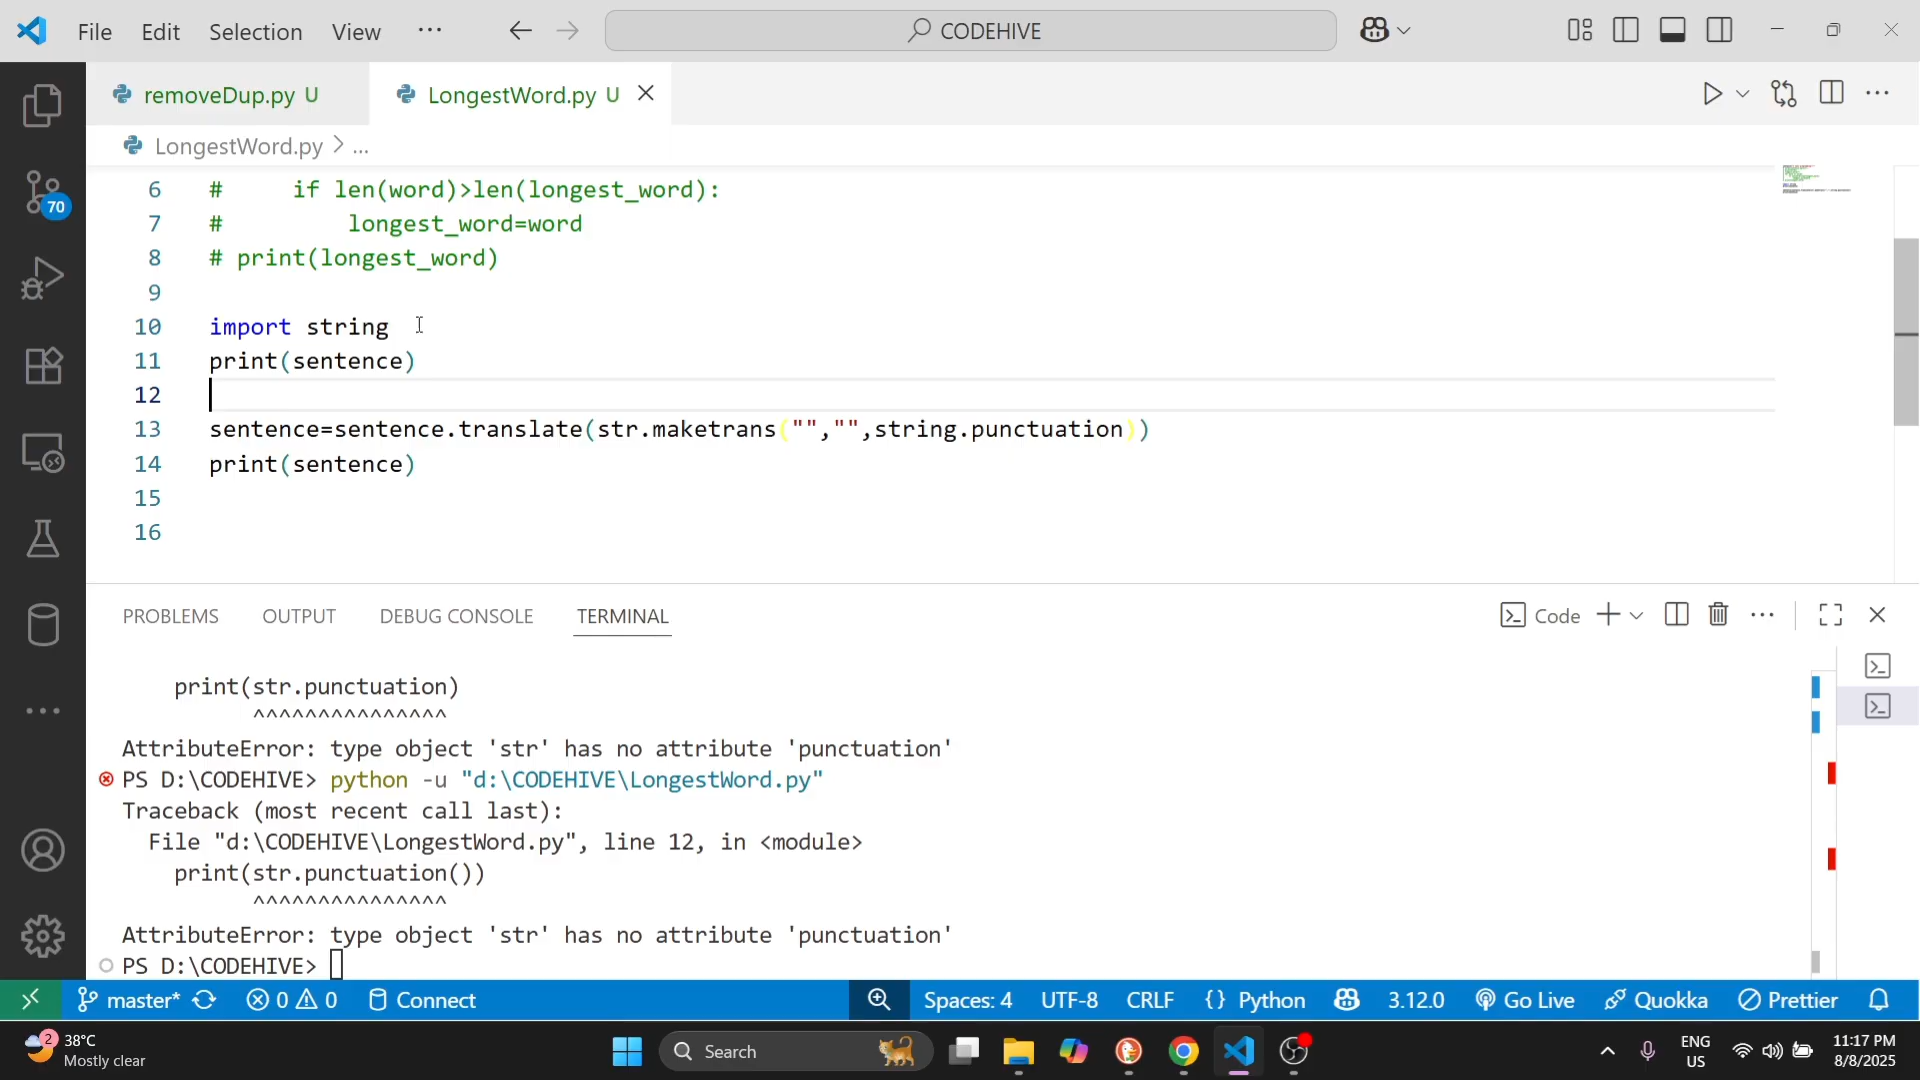 File Edit Selection View ... CODEHIVE
removeDup.py U LongestWord.py U
LongestWord.py > ...
6 #     if len(word)>len(longest_word):
7 #         longest_word=word
8 # print(longest_word)
9
10 import string
11 print(sentence)
12
13 sentence=sentence.translate(str.maketrans("","",string.punctuation))
14 print(sentence)
15
16
PROBLEMS OUTPUT DEBUG CONSOLE TERMINAL Code
print(str.punctuation)
^^^^^^^^^^^^^^^
AttributeError: type object 'str' has no attribute 'punctuation'
PS D:\CODEHIVE> python -u "d:\CODEHIVE\LongestWord.py"
Traceback (most recent call last):
File "d:\CODEHIVE\LongestWord.py", line 12, in <module>
print(str.punctuation())
^^^^^^^^^^^^^^^
AttributeError: type object 'str' has no attribute 'punctuation'
PS D:\CODEHIVE>
70
master* 0 0 Connect Spaces: 4 UTF-8 CRLF {} Python 3.12.0 Go Live Quokka Prettier
2 38°C
Mostly clear
Search
ENG
US
11:17 PM
8/8/2025